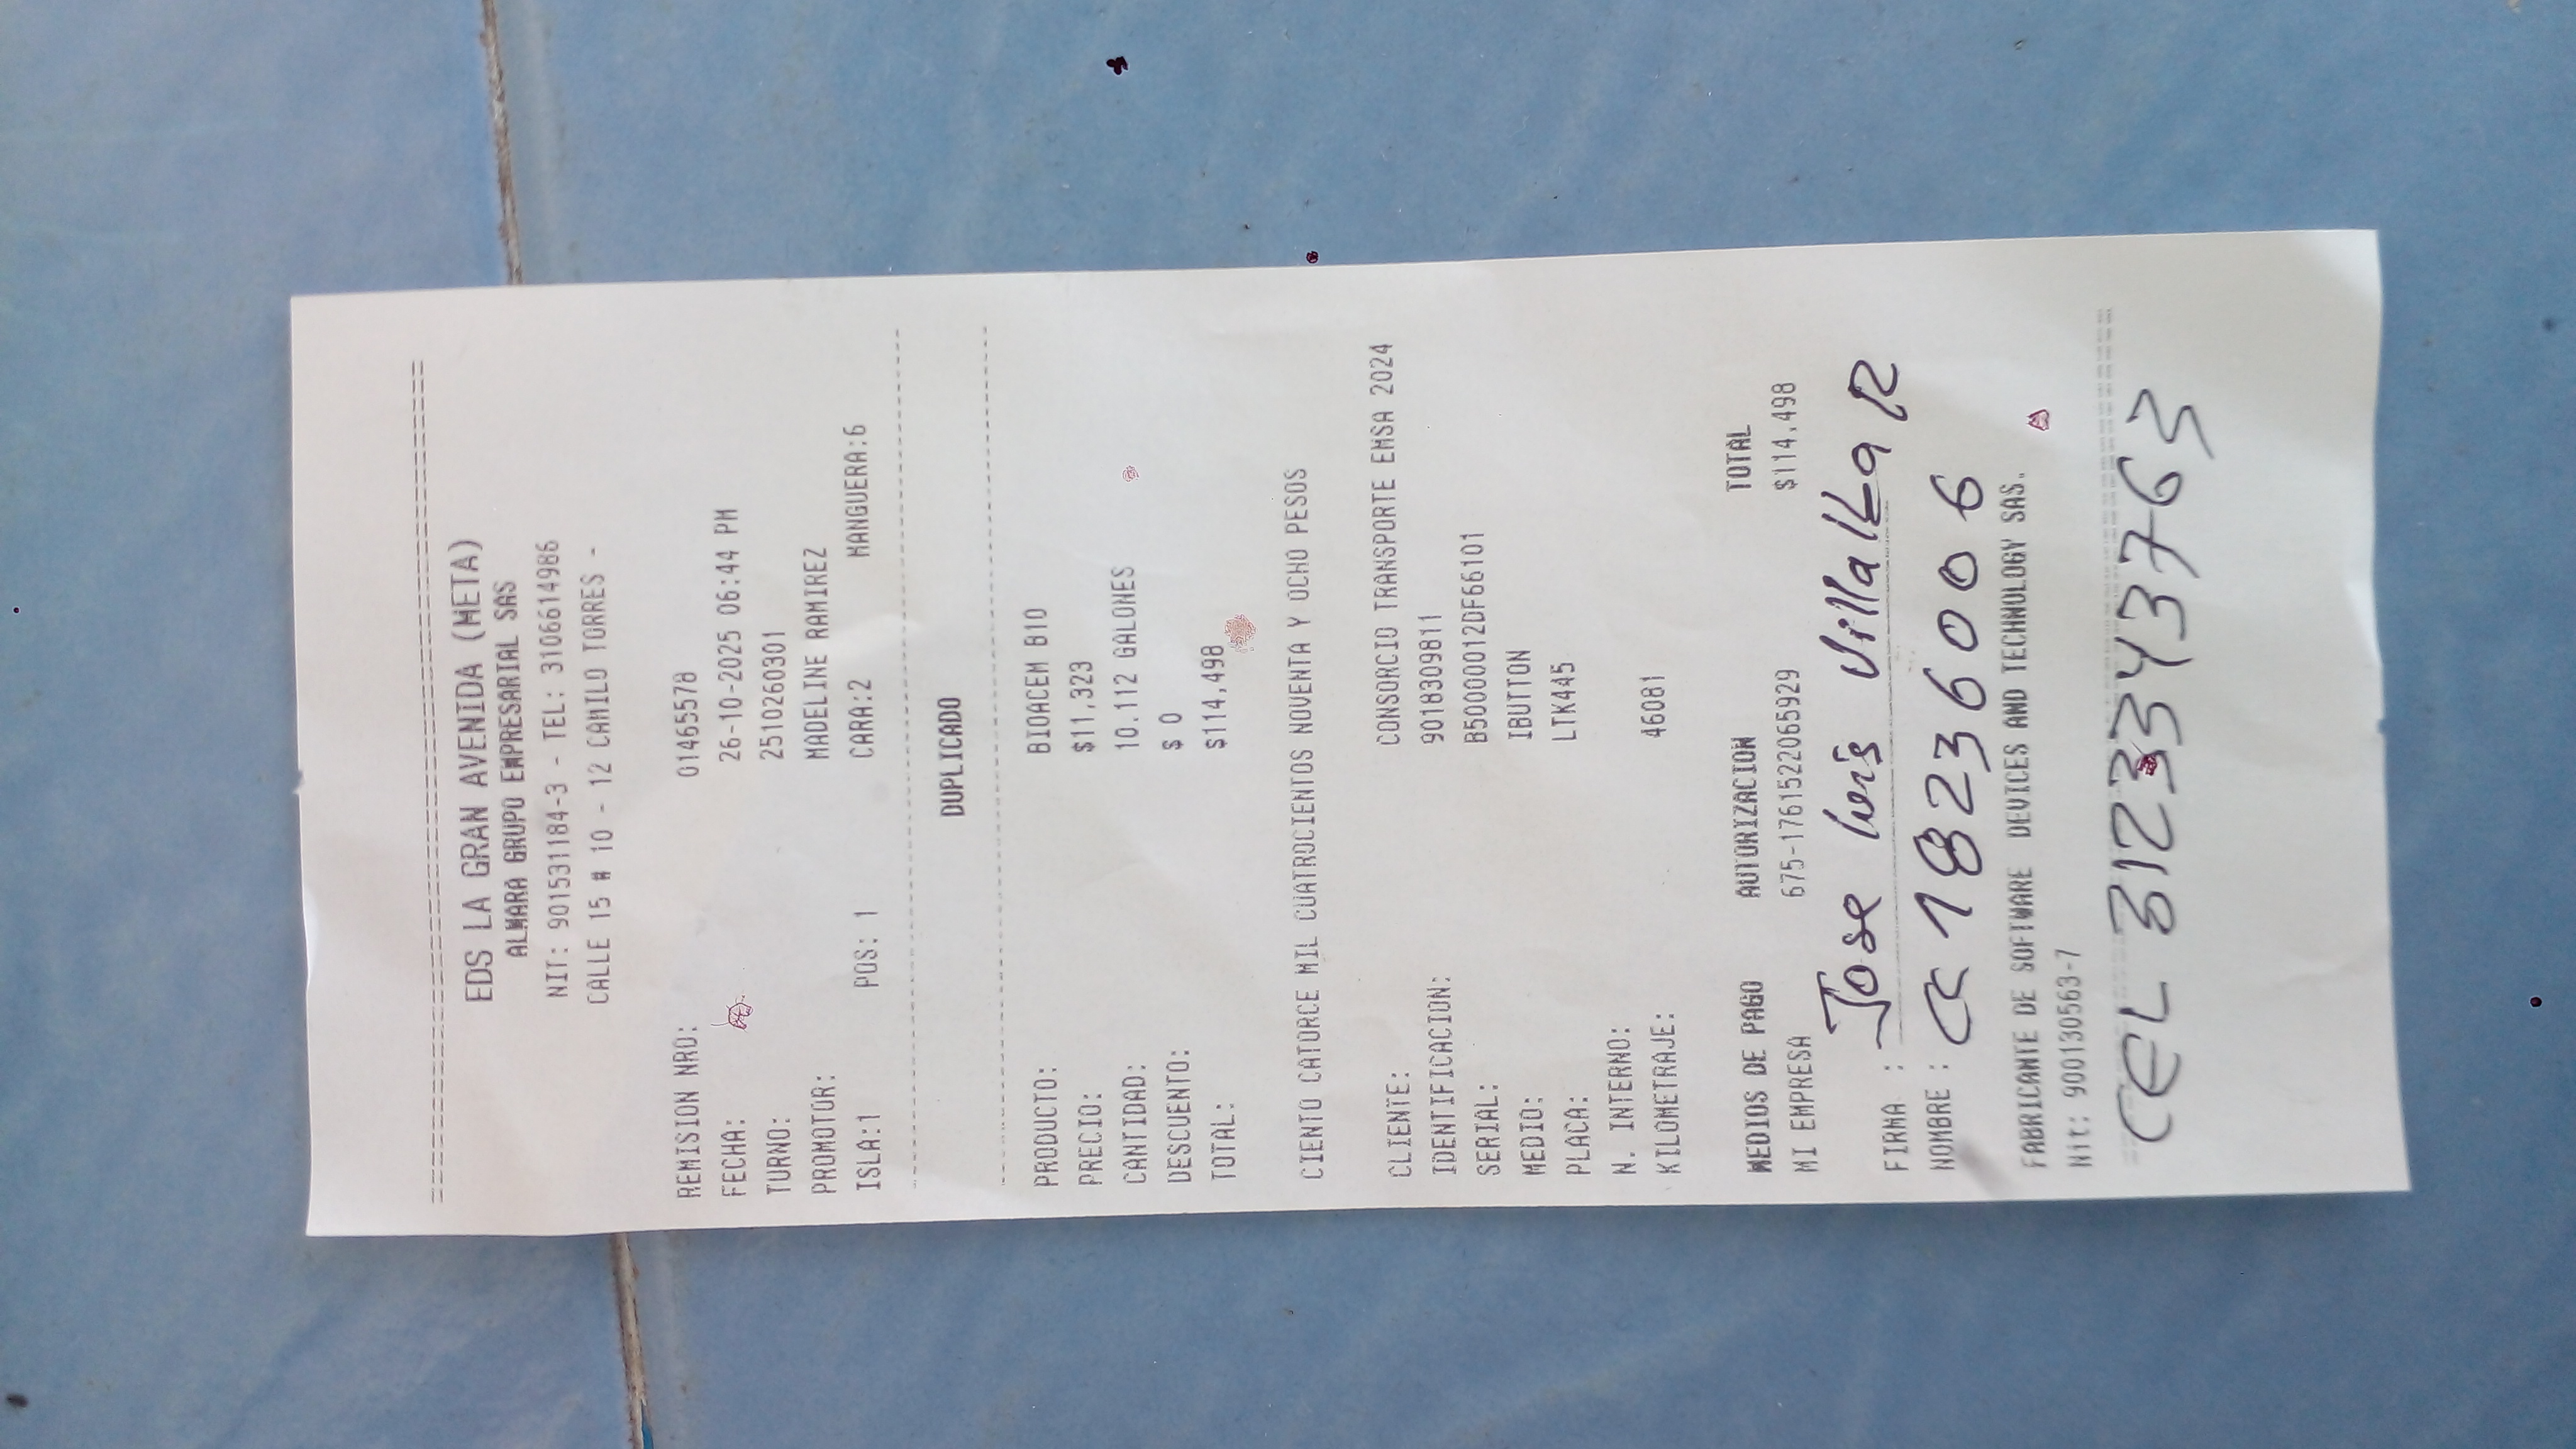 ================================================
EDS LA GRAN AVENIDA (META)
ALMARA GRUPO EMPRESARIAL SAS
NIT: 901531184-3 - TEL: 3106614986
CALLE 15 # 10 - 12 CAMILO TORRES -
REMISION NRO: 01465578
FECHA: 26-10-2025 06:44 PM
TURNO: 2510260301
PROMOTOR: MADELINE RAMIREZ
ISLA:1 POS: 1 CARA:2 MANGUERA:6
------------------------------------------------
DUPLICADO
------------------------------------------------
PRODUCTO: BIOACEM B10
PRECIO: $11,323
CANTIDAD: 10.112 GALONES
DESCUENTO: $ 0
TOTAL: $114,498
CIENTO CATORCE MIL CUATROCIENTOS NOVENTA Y OCHO PESOS
CLIENTE: CONSORCIO TRANSPORTE EMSA 2024
IDENTIFICACION: 9018309811
SERIAL: B500000012DF66101
MEDIO: IBUTTON
PLACA: LTK445
N. INTERNO:
KILOMETRAJE: 46081
MEDIOS DE PAGO AUTORIZACION TOTAL
MI EMPRESA 675-1761522065929 $114.498
FIRMA : Jose Luis Villalla R
NOMBRE : CC 18236006
FABRICANTE DE SOFTWARE DEVICES AND TECHNOLOGY SAS.
Nit: 900130563-7
================================================
CEL 3123343763